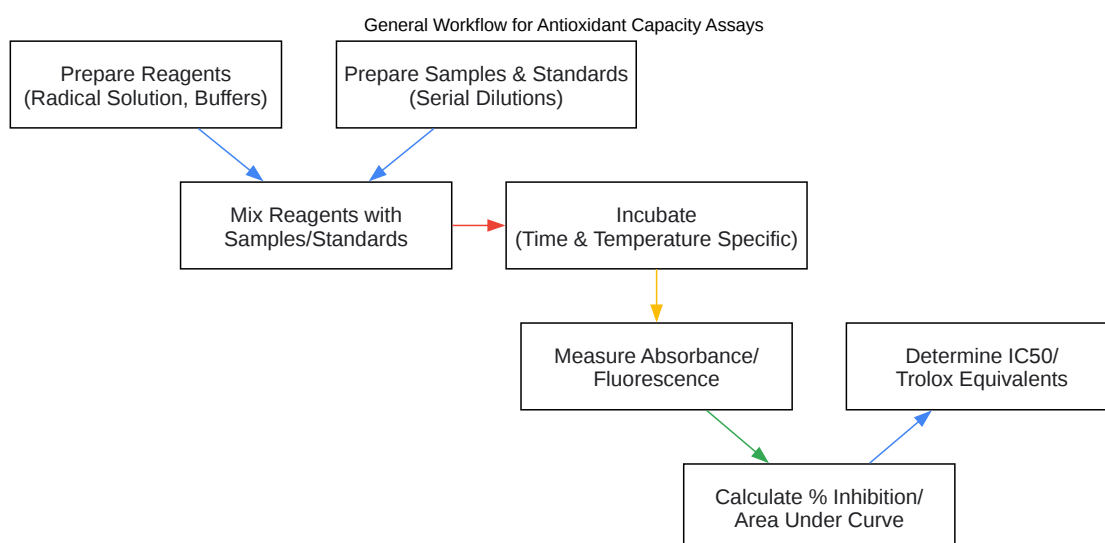 General Workflow for Antioxidant Capacity Assays
Prepare Reagents
(Radical Solution, Buffers)
Prepare Samples & Standards
(Serial Dilutions)
Mix Reagents with
Samples/Standards
Incubate
(Time & Temperature Specific)
Measure Absorbance/
Fluorescence
Determine IC50/
Trolox Equivalents
Calculate % Inhibition/
Area Under Curve